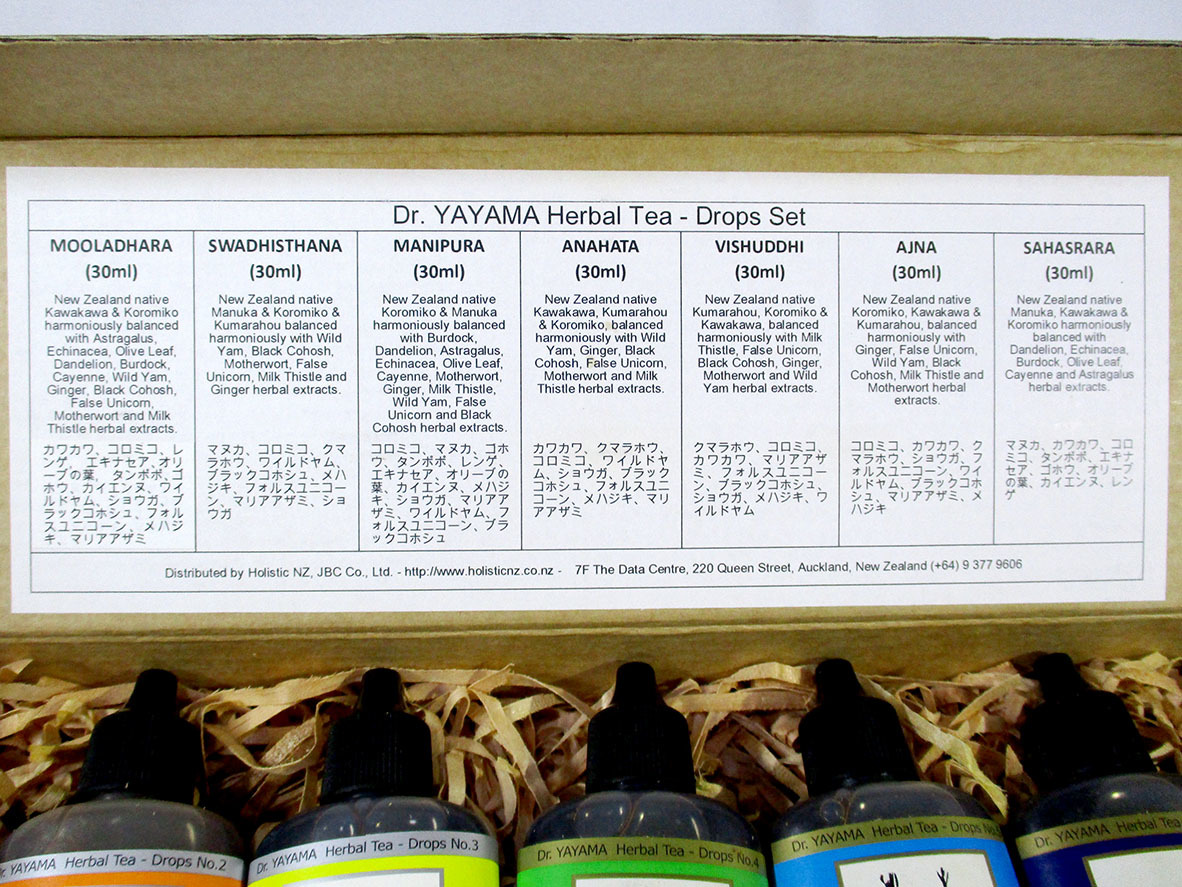 Dr. YAYAMA Herbal Tea - Drops Set
MOOLADHARA
(30ml)
New Zealand native
Kawakawa & Koromiko
harmoniously balanced
with Astragalus,
Echinacea, Olive Leaf,
Dandelion, Burdock,
Cayenne, Wild Yam,
Ginger, Black Cohosh,
False Unicorn,
Motherwort and Milk
Thistle herbal extracts.
カワカワ、コロミコ、レ
ンゲ、エキナセア、オリ
ーブの葉、タンポポ、ゴ
ホウ、カイエンヌ、ワイ
ルドヤム、ショウガ、ブ
ラックコホシュ、フォル
スユニコーン、メハジ
キ、マリアアザミ
SWADHISTHANA
(30ml)
New Zealand native
Manuka & Koromiko &
Kumarahou balanced
harmoniously with Wild
Yam, Black Cohosh,
Motherwort, False
Unicorn, Milk Thistle and
Ginger herbal extracts.
マヌカ、コロミコ、クマ
ラホウ、ワイルドヤム、
ブラックコホシュ、メハ
ジキ、フォルスユニコー
ン、マリアアザミ、ショ
ウガ
MANIPURA
(30ml)
New Zealand native
Koromiko & Manuka
harmoniously balanced
with Burdock,
Dandelion, Astragalus,
Echinacea, Olive Leaf,
Cayenne, Motherwort,
Ginger, Milk Thistle,
Wild Yam, False
Unicorn and Black
Cohosh herbal extracts.
コロミコ、マヌカ、ゴホ
ウ、タンポポ、レンゲ、
エキナセア、オリーブの
葉、カイエンヌ、メハジ
キ、ショウガ、マリアア
ザミ、ワイルドヤム、フ
ォルスユニコーン、ブラ
ックコホシュ
ANAHATA
(30ml)
New Zealand native
Kawakawa, Kumarahou
& Koromiko, balanced
harmoniously with Wild
Yam, Ginger, Black
Cohosh, False Unicorn,
Motherwort and Milk
Thistle herbal extracts.
カワカワ、クマラホウ、
コロミコ、ワイルドヤ
ム、ショウガ、ブラック
コホシュ、フォルスユニコ
ーン、メハジキ、マリ
アアザミ
VISHUDDHI
(30ml)
New Zealand native
Kumarahou, Koromiko &
Kawakawa, balanced
harmoniously with Milk
Thistle, False Unicorn,
Black Cohosh, Ginger,
Motherwort and Wild
Yam herbal extracts.
クマラホウ、コロミコ、
カワカワ、マリアアザ
ミ、フォルスユニコー
ン、ブラックコホシュ、
ショウガ、メハジキ、ワ
イルドヤム
AJNA
(30ml)
New Zealand native
Koromiko, Kawakawa &
Kumarahou, balanced
harmoniously with
Ginger, False Unicorn,
Wild Yam, Black
Cohosh, Milk Thistle and
Motherwort herbal
extracts.
コロミコ、カワカワ、ク
マラホウ、ショウガ、フ
ォルスユニコーン、ワイ
ルドヤム、ブラックコホ
シュ、マリアアザミ、メ
ハジキ
SAHASRARA
(30ml)
New Zealand native
Manuka, Kawakawa &
Koromiko harmoniously
balanced with
Dandelion, Echinacea,
Burdock, Olive Leaf,
Cayenne and Astragalus
herbal extracts.
マヌカ、カワカワ、コロ
ミコ、タンポポ、エキナ
セア、ゴホウ、オリーブ
の葉、カイエンヌ、レン
ゲ
Distributed by Holistic NZ, JBC Co., Ltd. - http://www.holisticnz.co.nz - 7F The Data Centre, 220 Queen Street, Auckland, New Zealand (+64) 9 377 9606
Dr. YAYAMA Herbal Tea - Drops No.2
Dr. YAYAMA Herbal Tea - Drops No.3
Dr. YAYAMA Herbal Tea - Drops No.4
Dr. YAYAMA Herbal Tea - Drops
Dr. YAYAMA Herbal Tea